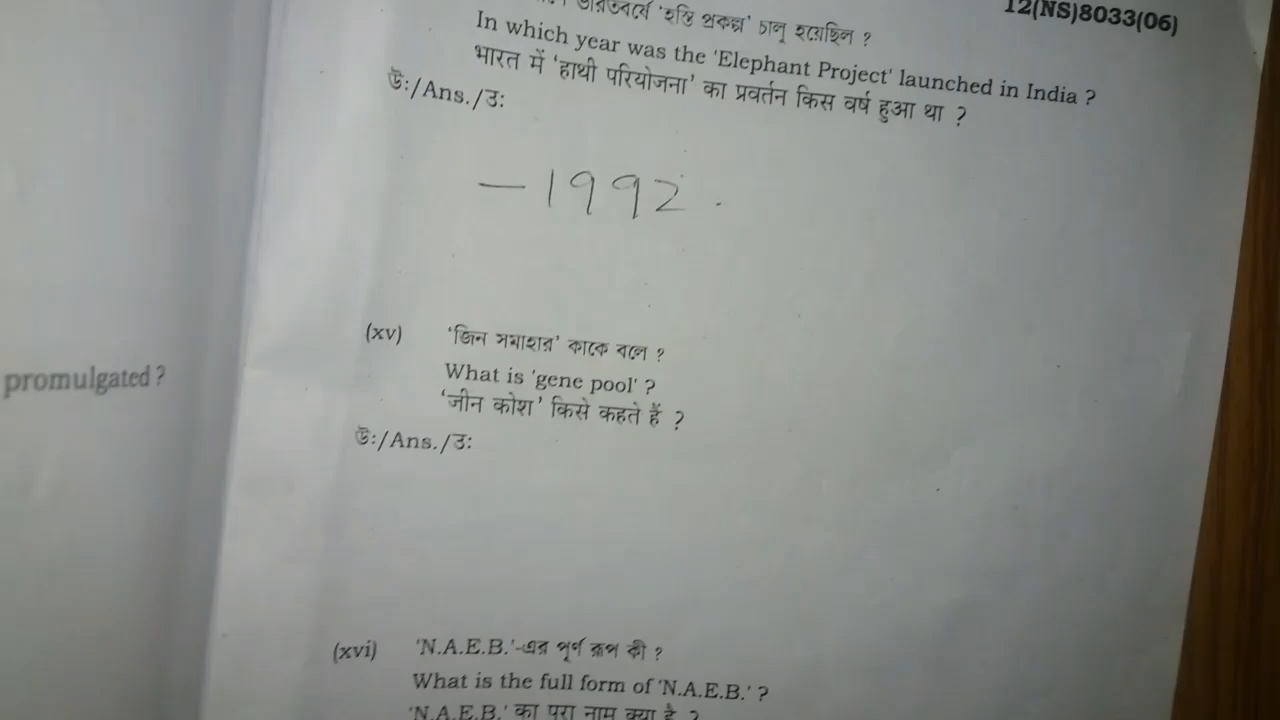 ভারতবর্ষে 'হস্তি প্রকল্প' চালু হয়েছিল ?
12(NS)8033(06)
In which year was the 'Elephant Project' launched in India ?
भारत में 'हाथी परियोजना' का प्रवर्तन किस वर्ष हुआ था ?
উ:/Ans./उ:
— 1992.
(xv) 'জিন সমাহার' কাকে বলে ?
What is 'gene pool' ?
'जीन कोश' किसे कहते हैं ?
উ:/Ans./उ:
promulgated ?
(xvi) 'N.A.E.B.'-এর পূর্ণ রূপ কী ?
What is the full form of 'N.A.E.B.' ?
'N.A.E.B.' का पूरा नाम क्या है ?